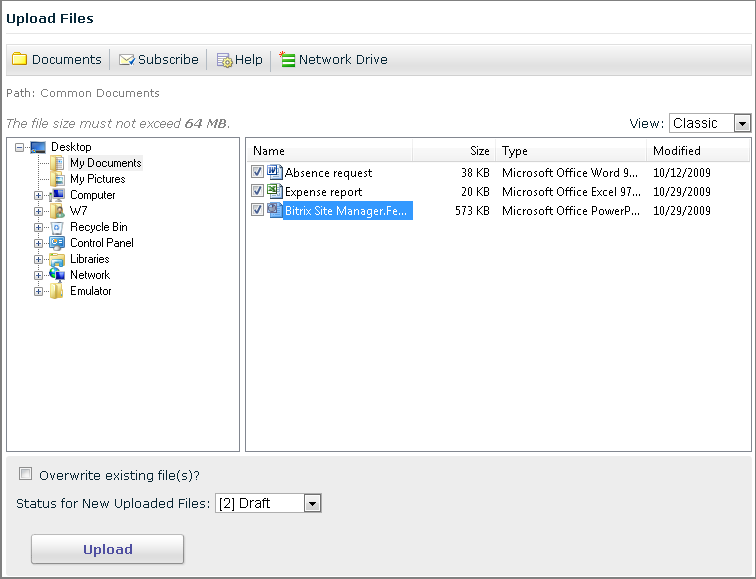 Upload Files
Documents Subscribe Help Network Drive
Path: Common Documents
The file size must not exceed 64 MB.
View: Classic
Desktop
My Documents
My Pictures
Computer
W7
Recycle Bin
Control Panel
Libraries
Network
Emulator
Name Size Type Modified
Absence request 38 KB Microsoft Office Word 9... 10/12/2009
Expense report 20 KB Microsoft Office Excel 97... 10/29/2009
Bitrix Site Manager.Fe... 573 KB Microsoft Office PowerP... 10/29/2009
Overwrite existing file(s)?
Status for New Uploaded Files: [2] Draft
Upload